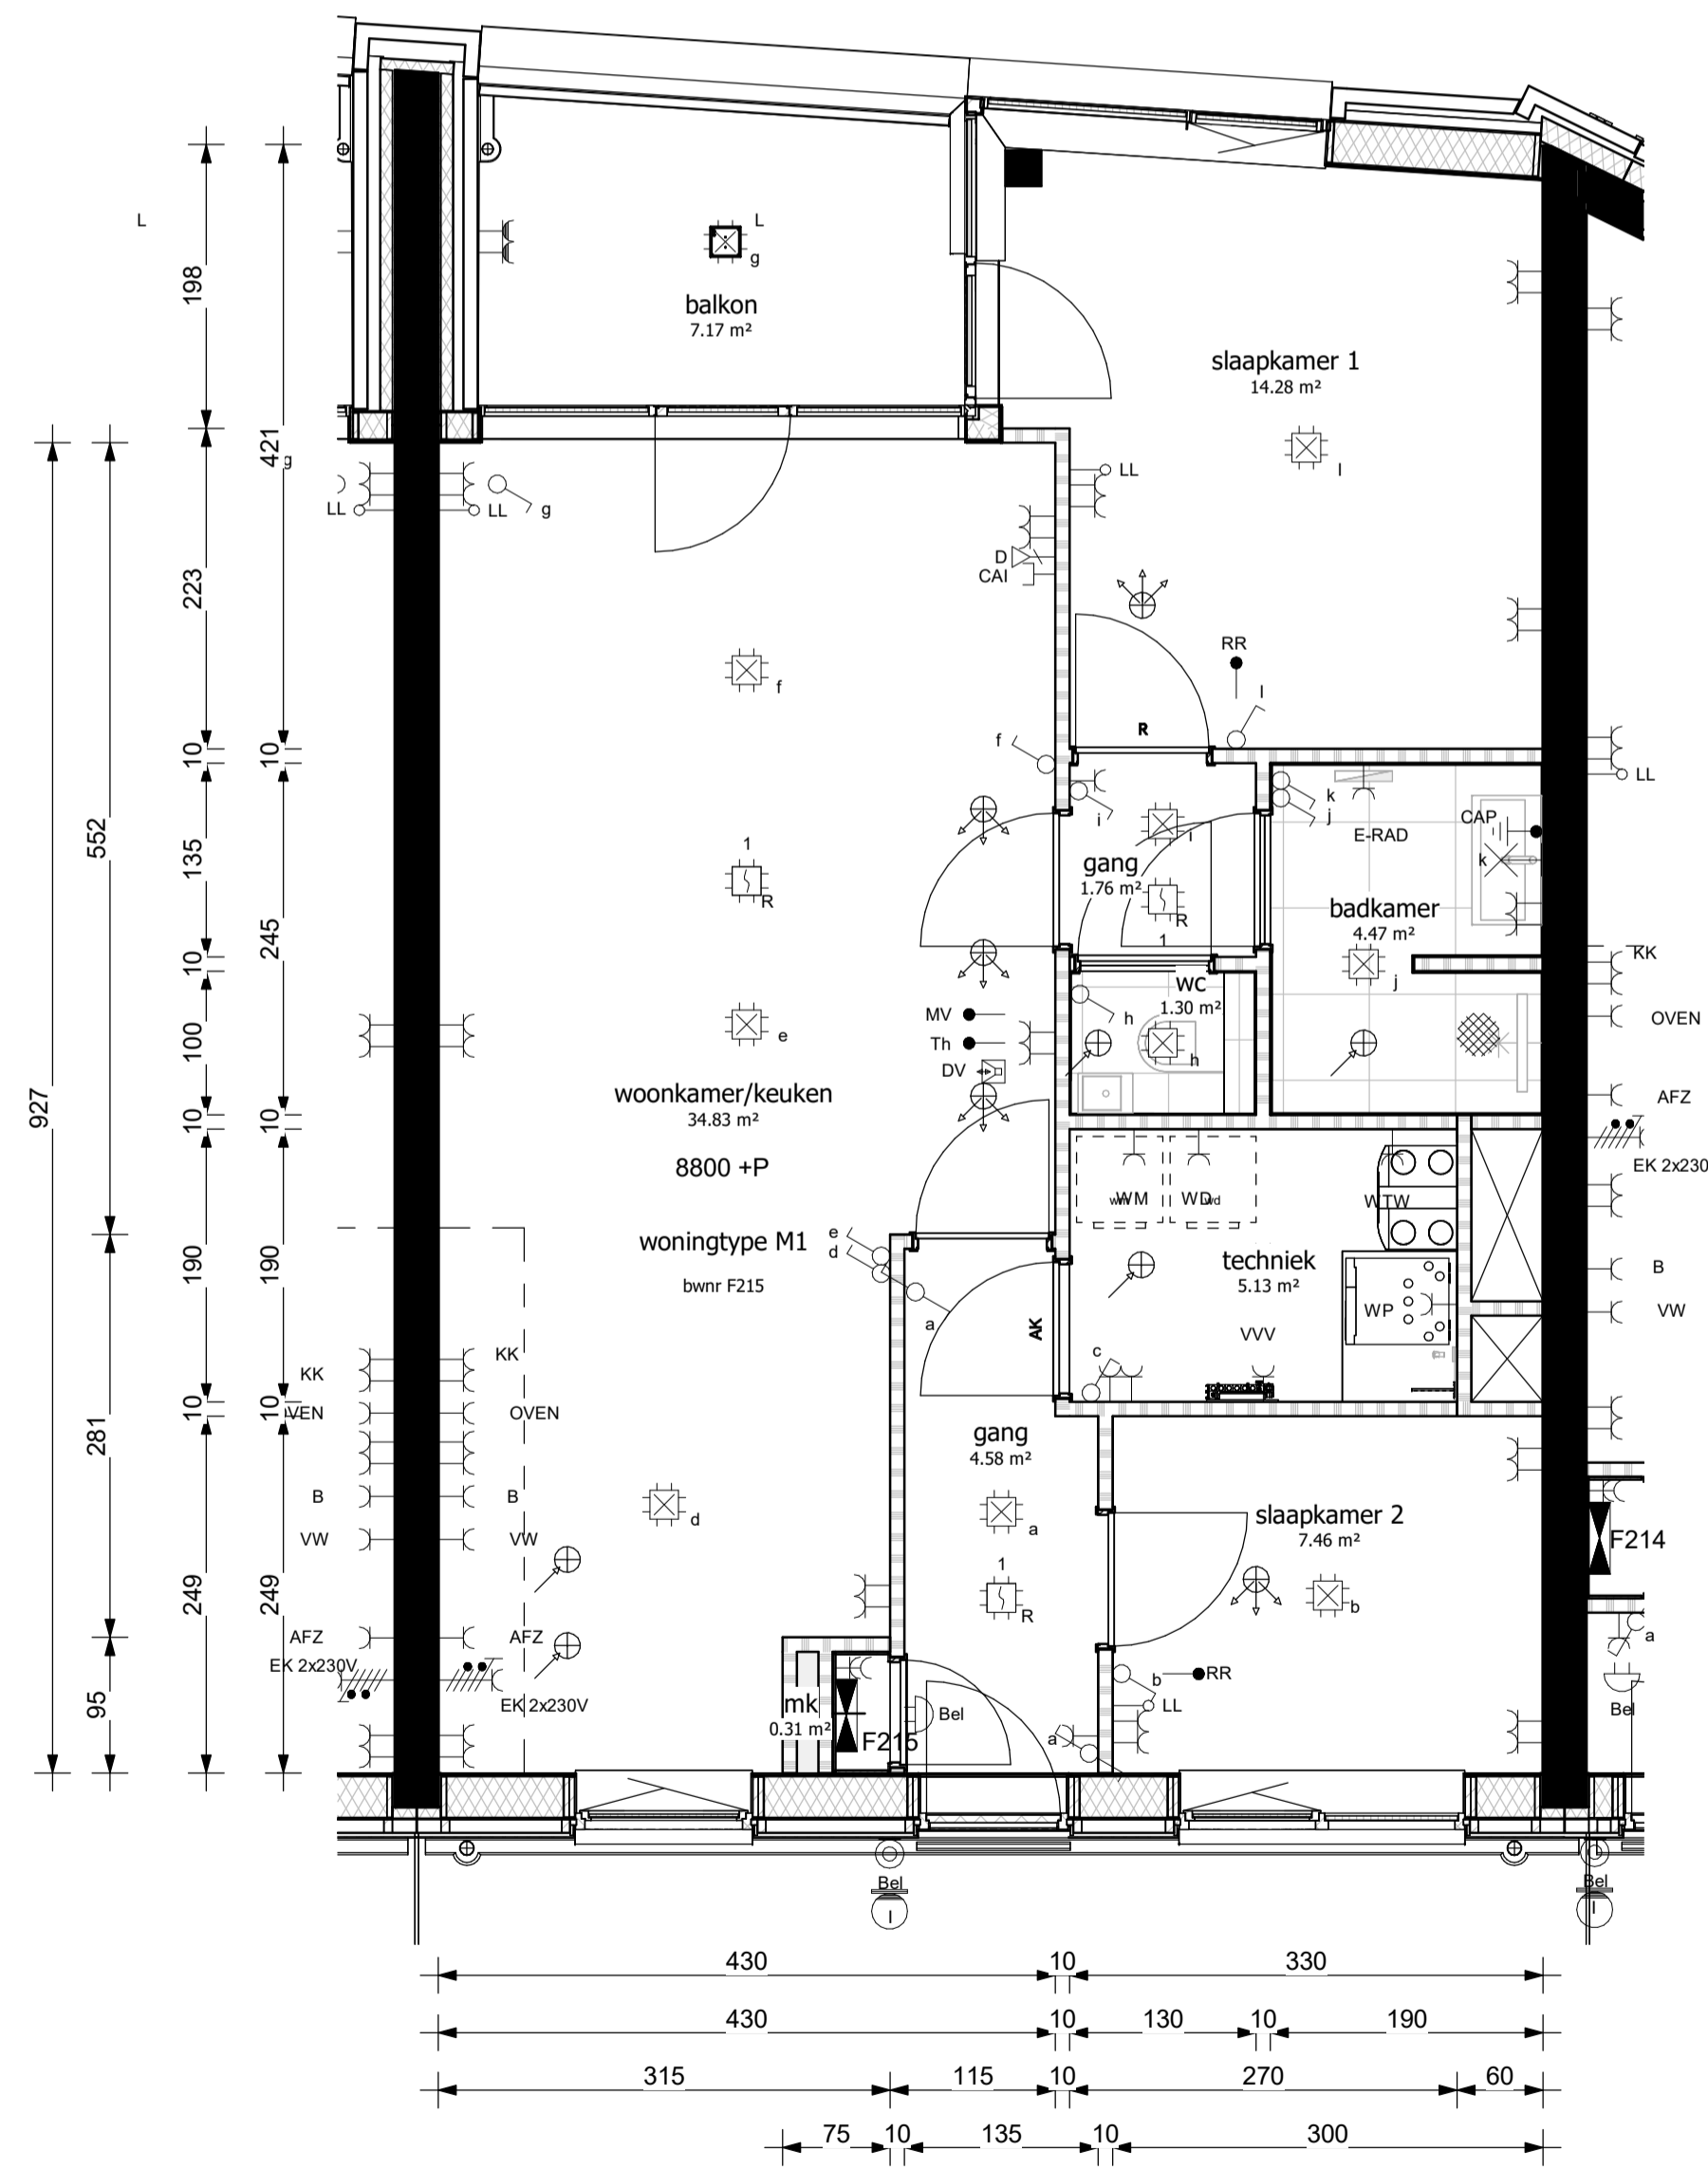 L
L
g
198
balkon
7.17 m²
slaapkamer 1
14.28 m²
421
g
l
LL
LL
LL
g
D
CAI
223
RR
l
f
R
f
10
10
LL
k
j
i
i
E-RAD
CAP
k
552
135
1
R
gang
1.76 m²
R
1
badkamer
4.47 m²
245
10
KK
j
wc
1.30 m²
h
h
OVEN
MV
Th
DV
e
100
927
woonkamer/keuken
34.83 m²
AFZ
10
10
8800 +P
EK 2x230
WM
WD
wd
WTW
woningtype M1
bwnr F215
e
d
techniek
5.13 m²
B
190
190
WP
VW
a
AK
VVV
c
KK
KK
10
10
VEN
OVEN
281
gang
4.58 m²
B
B
d
a
slaapkamer 2
7.46 m²
VW
VW
F214
1
R
b
249
249
AFZ
AFZ
a
EK 2x230V
EK 2x230V
b
RR
LL
mk
0.31 m²
F215
Bel
Bel
a
95
Bel
I
Bel
I
430
10
330
430
10
130
10
190
315
115
10
270
60
75
10
135
10
300